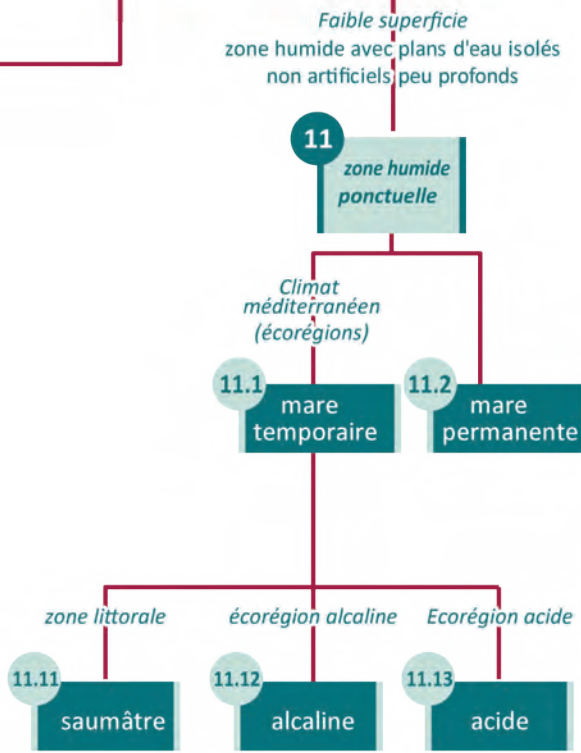 Faible superficie
zone humide avec plans d'eau isolés
non artificiels peu profonds
11
zone humide
ponctuelle
Climat
méditerranéen
(écorégions)
11.1
mare
temporaire
11.2
mare
permanente
zone littorale
écorégion alcaline
Ecorégion acide
11.11
saumâtre
11.12
alcaline
11.13
acide